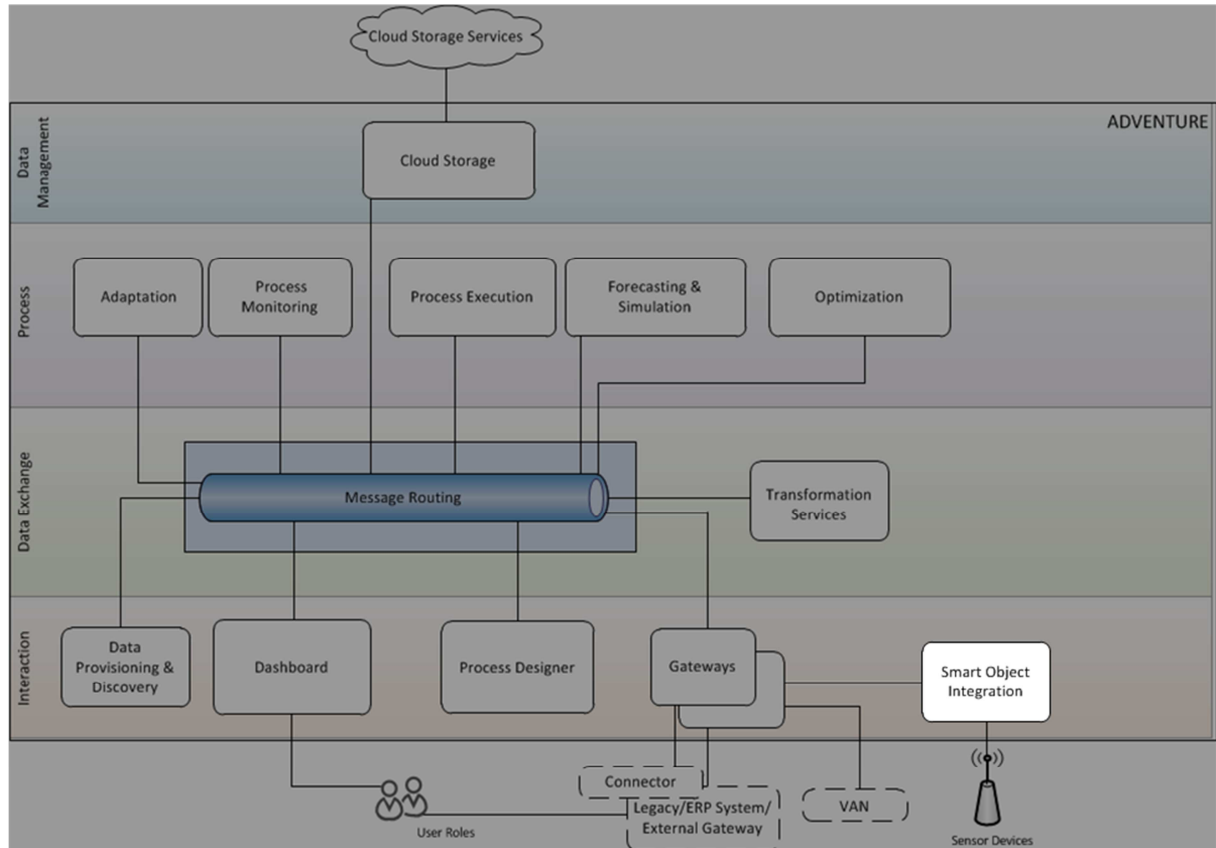 Cloud Storage Services
ADVENTURE
Data
Management
Cloud Storage
Process
Adaptation
Process
Monitoring
Process Execution
Forecasting &
Simulation
Optimization
Data Exchange
Message Routing
Transformation
Services
Interaction
Data
Provisioning &
Discovery
Dashboard
Process Designer
Gateways
Smart Object
Integration
Connector
Legacy/ERP System/
External Gateway
VAN
User Roles
Sensor Devices